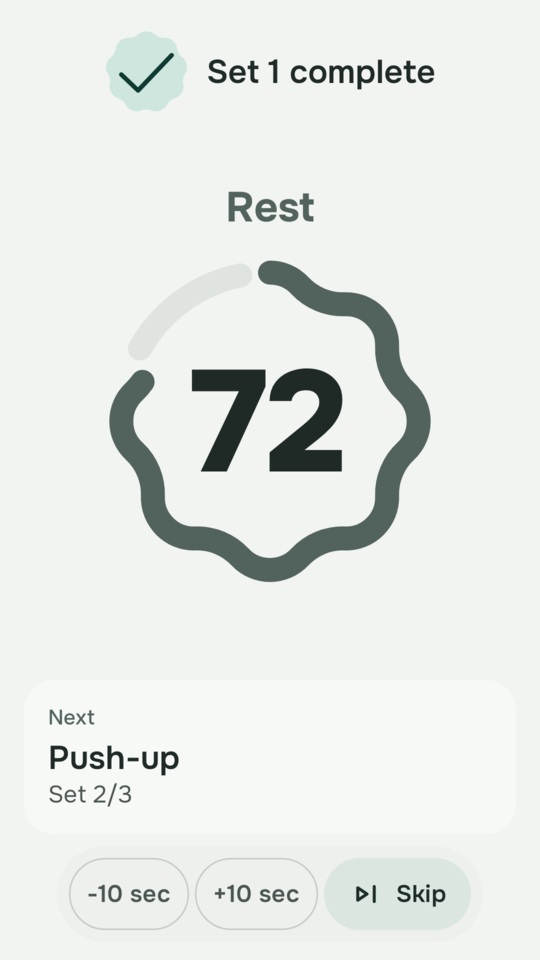 Set 1 complete
Rest
72
Next
Push-up
Set 2/3
-10 sec
+10 sec
Skip